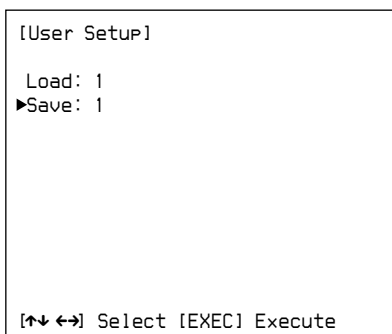 [User Setup]
Load: 1
▶Save: 1
[↑↓ ←→] Select [EXEC] Execute